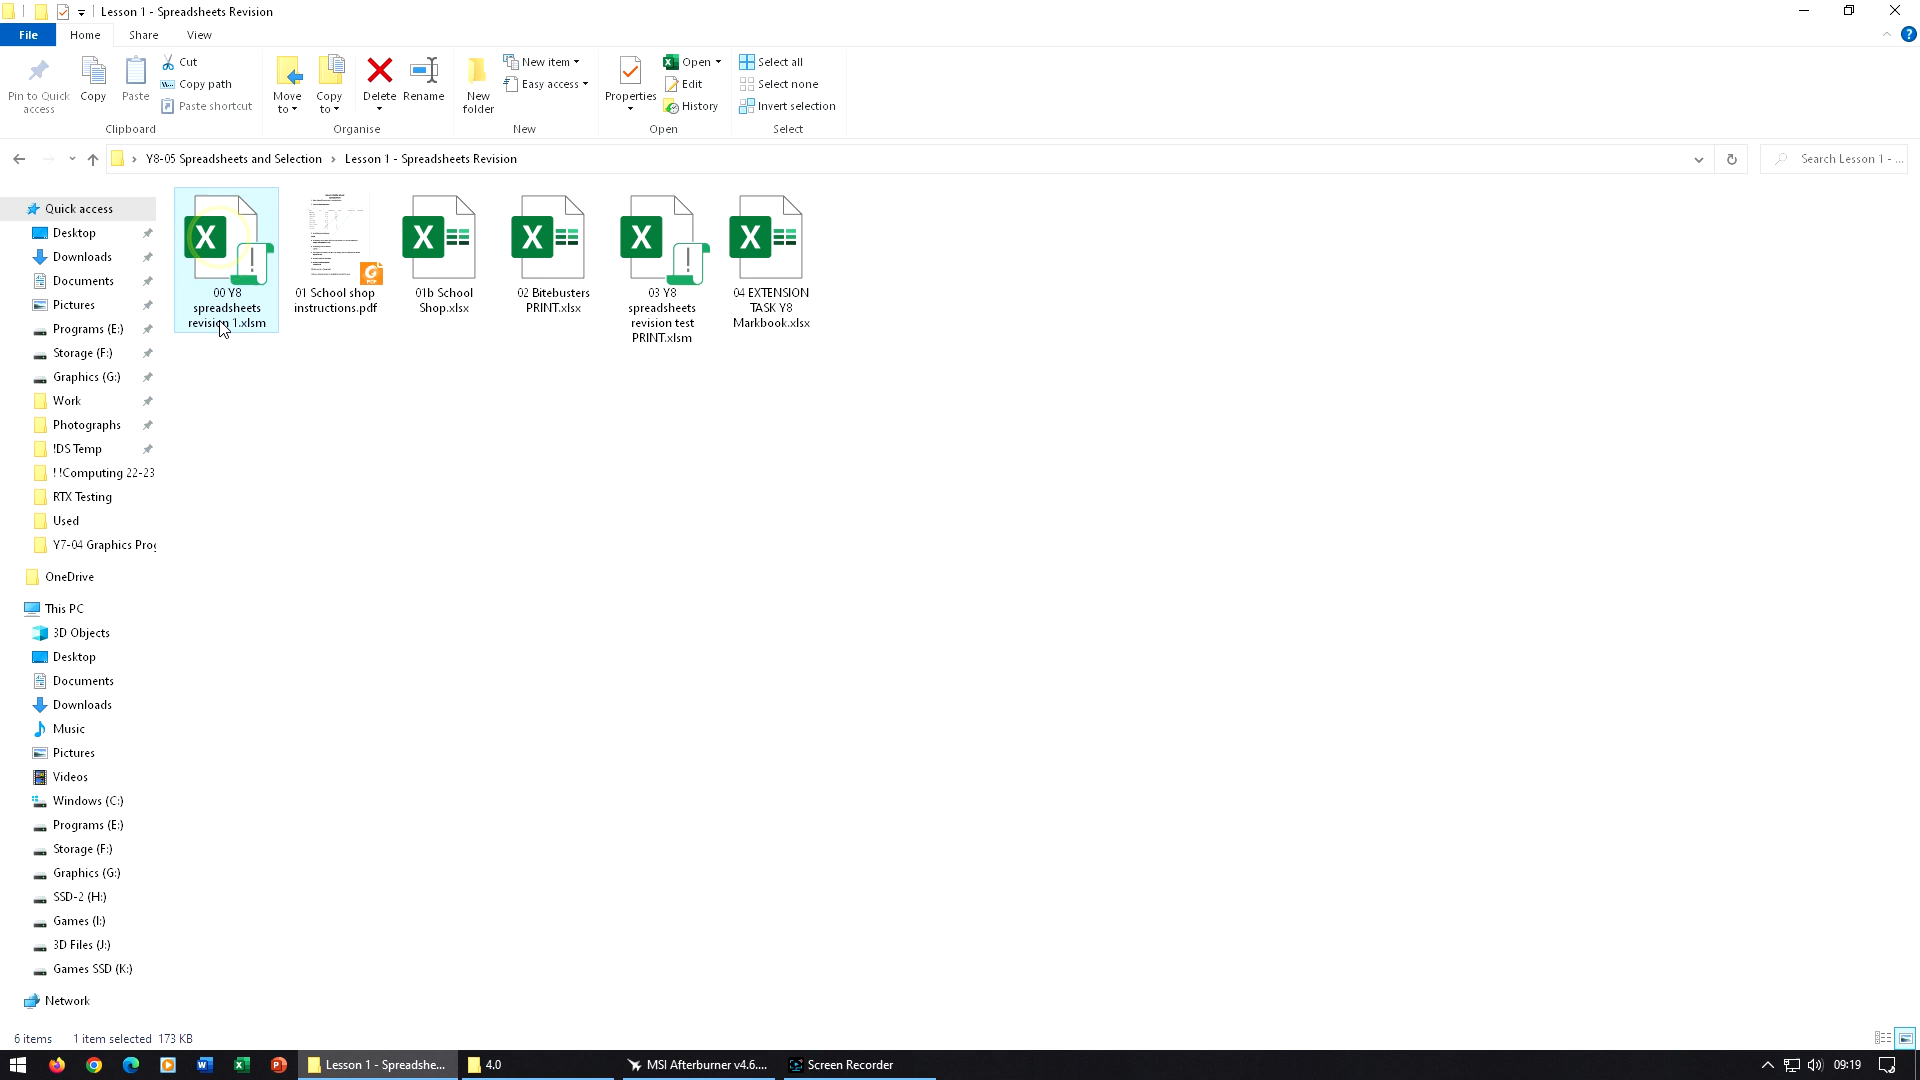 Lesson 1 - Spreadsheets Revision
File Home Share View
Pin to Quick access
Copy
Paste
Cut
Copy path
Paste shortcut
Clipboard
Move to
Copy to
Delete
Rename
Organise
New folder
New item
Easy access
New
Properties
Open
Edit
History
Open
Select all
Select none
Invert selection
Select
Y8-05 Spreadsheets and Selection › Lesson 1 - Spreadsheets Revision
Search Lesson 1 - ...
Quick access
Desktop
Downloads
Documents
Pictures
Programs (E:)
Storage (F:)
Graphics (G:)
Work
Photographs
!DS Temp
!!Computing 22-23
RTX Testing
Used
Y7-04 Graphics Prog
OneDrive
This PC
3D Objects
Desktop
Documents
Downloads
Music
Pictures
Videos
Windows (C:)
Programs (E:)
Storage (F:)
Graphics (G:)
SSD-2 (H:)
Games (I:)
3D Files (J:)
Games SSD (K:)
Network
00 Y8
spreadsheets
revision 1.xlsm
01 School shop
instructions.pdf
01b School
Shop.xlsx
02 Bitebusters
PRINT.xlsx
03 Y8
spreadsheets
revision test
PRINT.xlsm
04 EXTENSION
TASK Y8
Markbook.xlsx
6 items 1 item selected 173 KB
Lesson 1 - Spreadshe...
4.0
MSI Afterburner v4.6....
Screen Recorder
09:19